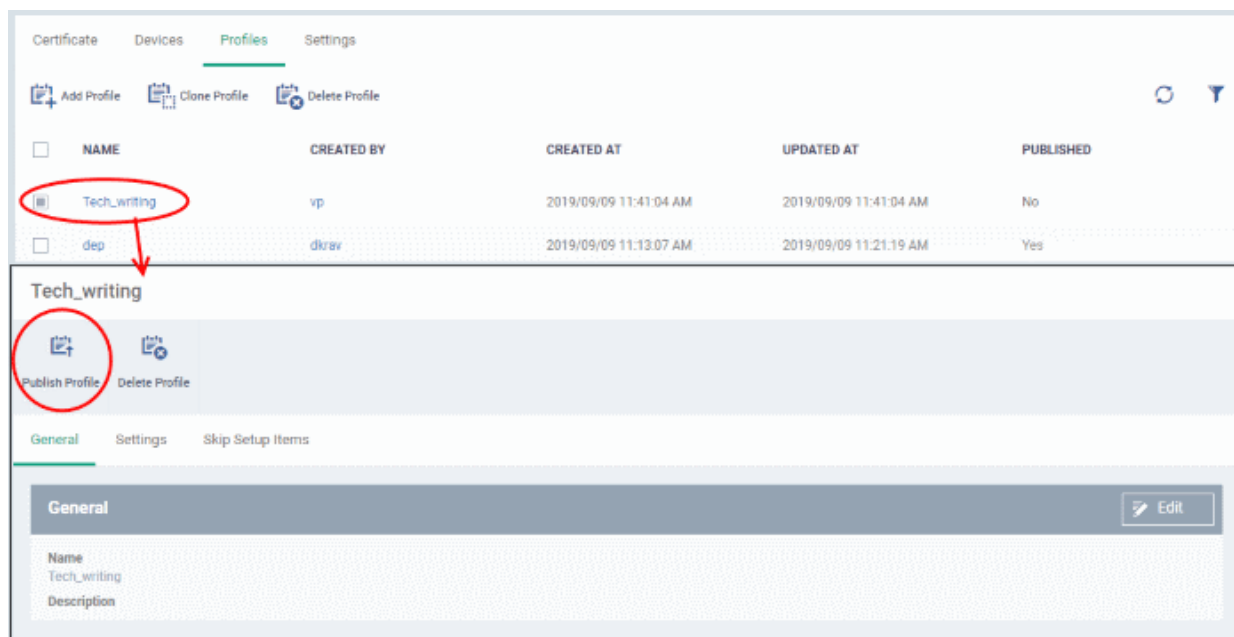 Certificate Devices Profiles Settings
Add Profile Clone Profile Delete Profile
NAME CREATED BY CREATED AT UPDATED AT PUBLISHED
Tech_writing vp 2019/09/09 11:41:04 AM 2019/09/09 11:41:04 AM No
dep dkrav 2019/09/09 11:13:07 AM 2019/09/09 11:21:19 AM Yes
Tech_writing
Publish Profile Delete Profile
General Settings Skip Setup Items
General Edit
Name
Tech_writing
Description